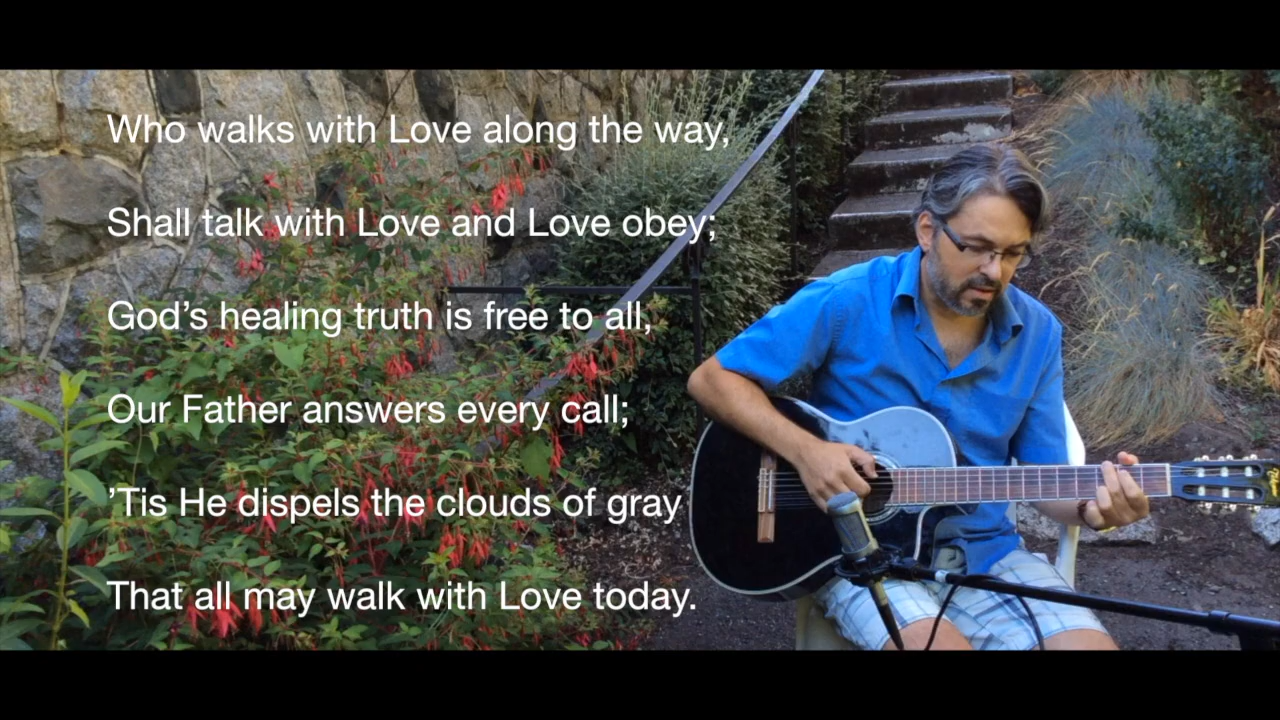 Who walks with Love along the way,
Shall talk with Love and Love obey;
God’s healing truth is free to all,
Our Father answers every call;
’Tis He dispels the clouds of gray
That all may walk with Love today.